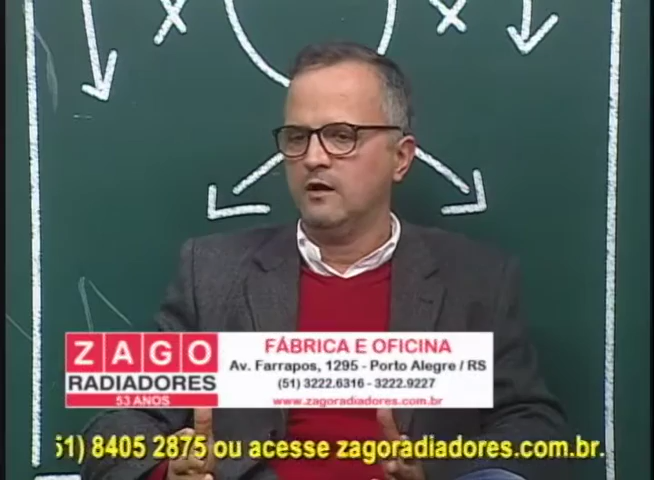 ZAGO
RADIADORES
53 ANOS
FÁBRICA E OFICINA
Av. Farrapos, 1295 - Porto Alegre / RS
(51) 3222.6316 - 3222.9227
www.zagoradiadores.com.br
51) 8405 2875 ou acesse zagoradiadores.com.br.